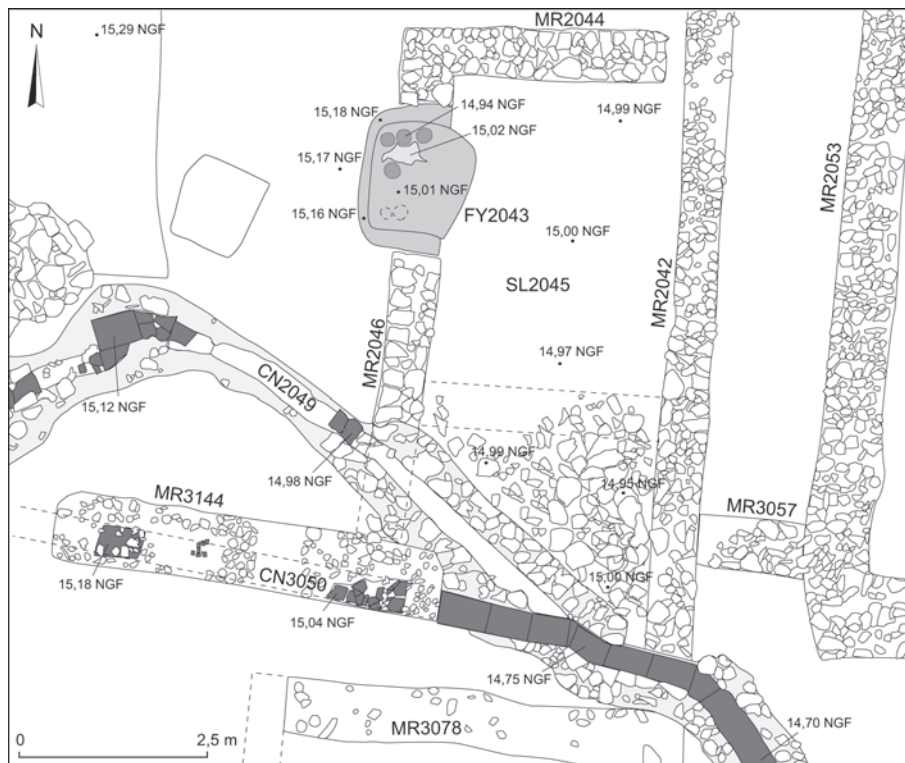 MR2044
15,29 NGF
N
14,94 NGF
15,18 NGF
14,99 NGF
15,02 NGF
MR2053
15,17 NGF
15,01 NGF
15,16 NGF
FY2043
15,00 NGF
MR2042
SL2045
MR2046
14,97 NGF
CN2049
15,12 NGF
14,99 NGF
14,98 NGF
14,95 NGF
MR3144
MR3057
CN3050
15,00 NGF
15,18 NGF
15,04 NGF
14,75 NGF
14,70 NGF
MR3078
0
2,5 m